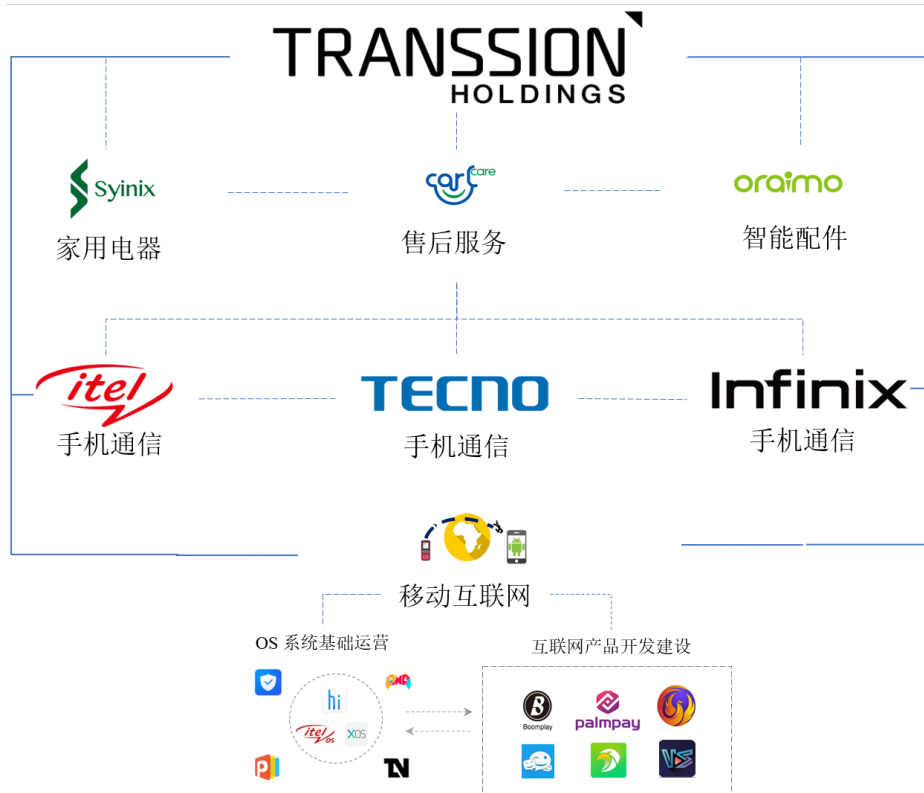 TRANSSION
HOLDINGS
Syinix
carlcare
oraimo
家用电器
售后服务
智能配件
itel
TECNO
Infinix
手机通信
手机通信
手机通信
移动互联网
OS 系统基础运营
互联网产品开发建设
hi
itel OS
XOS
P
B
Boomplay
palmpay
VS